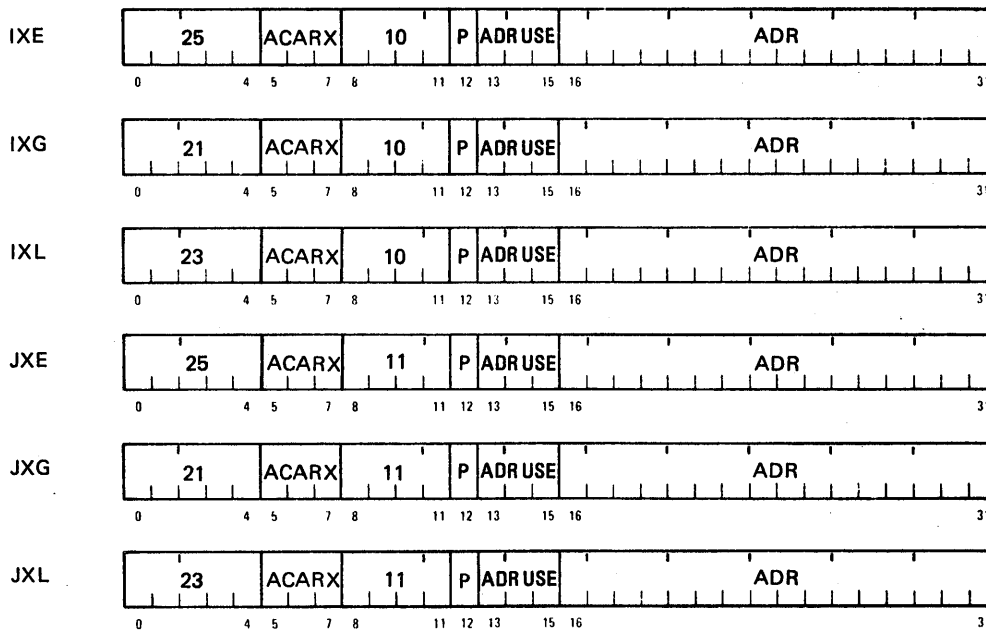 IXE 25 ACARX 10 P ADR USE ADR
0 4 5 7 8 11 12 13 15 16
IXG 21 ACARX 10 P ADR USE ADR
0 4 5 7 8 11 12 13 15 16
IXL 23 ACARX 10 P ADR USE ADR
0 4 5 7 8 11 12 13 15 16
JXE 25 ACARX 11 P ADR USE ADR
0 4 5 7 8 11 12 13 15 16
JXG 21 ACARX 11 P ADR USE ADR
0 4 5 7 8 11 12 13 15 16
JXL 23 ACARX 11 P ADR USE ADR
0 4 5 7 8 11 12 13 15 16